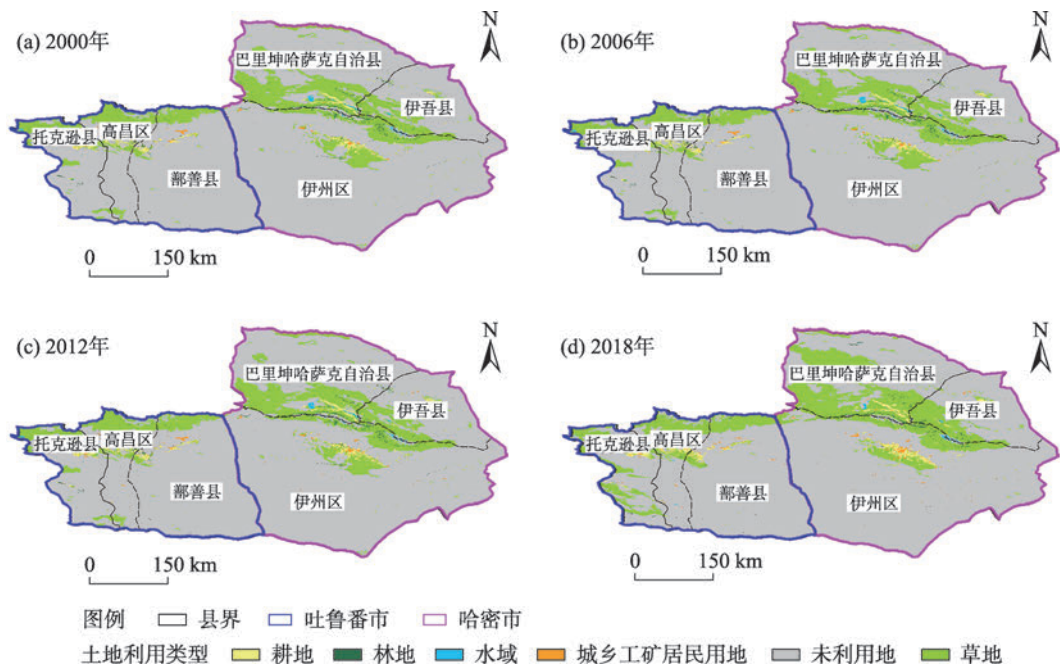 (a) 2000年
N
巴里坤哈萨克自治县
伊吾县
托克逊县
高昌区
鄯善县
伊州区
0 150 km
(b) 2006年
N
巴里坤哈萨克自治县
伊吾县
托克逊县
高昌区
鄯善县
伊州区
0 150 km
(c) 2012年
N
巴里坤哈萨克自治县
伊吾县
托克逊县
高昌区
鄯善县
伊州区
0 150 km
(d) 2018年
N
巴里坤哈萨克自治县
伊吾县
托克逊县
高昌区
鄯善县
伊州区
0 150 km
图例 县界 吐鲁番市 哈密市
土地利用类型 耕地 林地 水域 城乡工矿居民用地 未利用地 草地